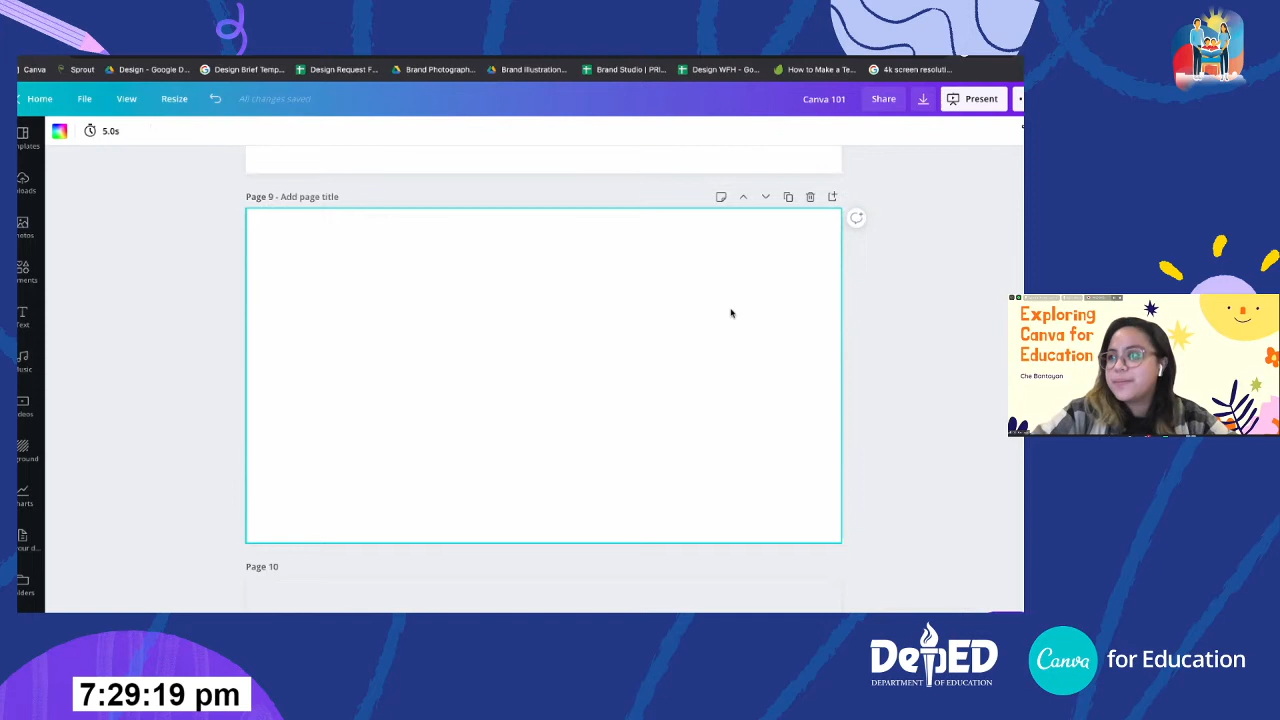 Canva Sprout Design - Google D... Design Brief Temp... Design Request F... Brand Photograph... Brand Illustration... Brand Studio | PRI... Design WFH - Go... How to Make a Te... 4k screen resoluti...
Home File View Resize All changes saved Canva 101 Share Present
5.0s
Page 9 - Add page title
Page 10
nplates
Text
Exploring
Canva for
Education
Che Bantayan
7:29:19 pm
DepED
DEPARTMENT OF EDUCATION
Canva for Education